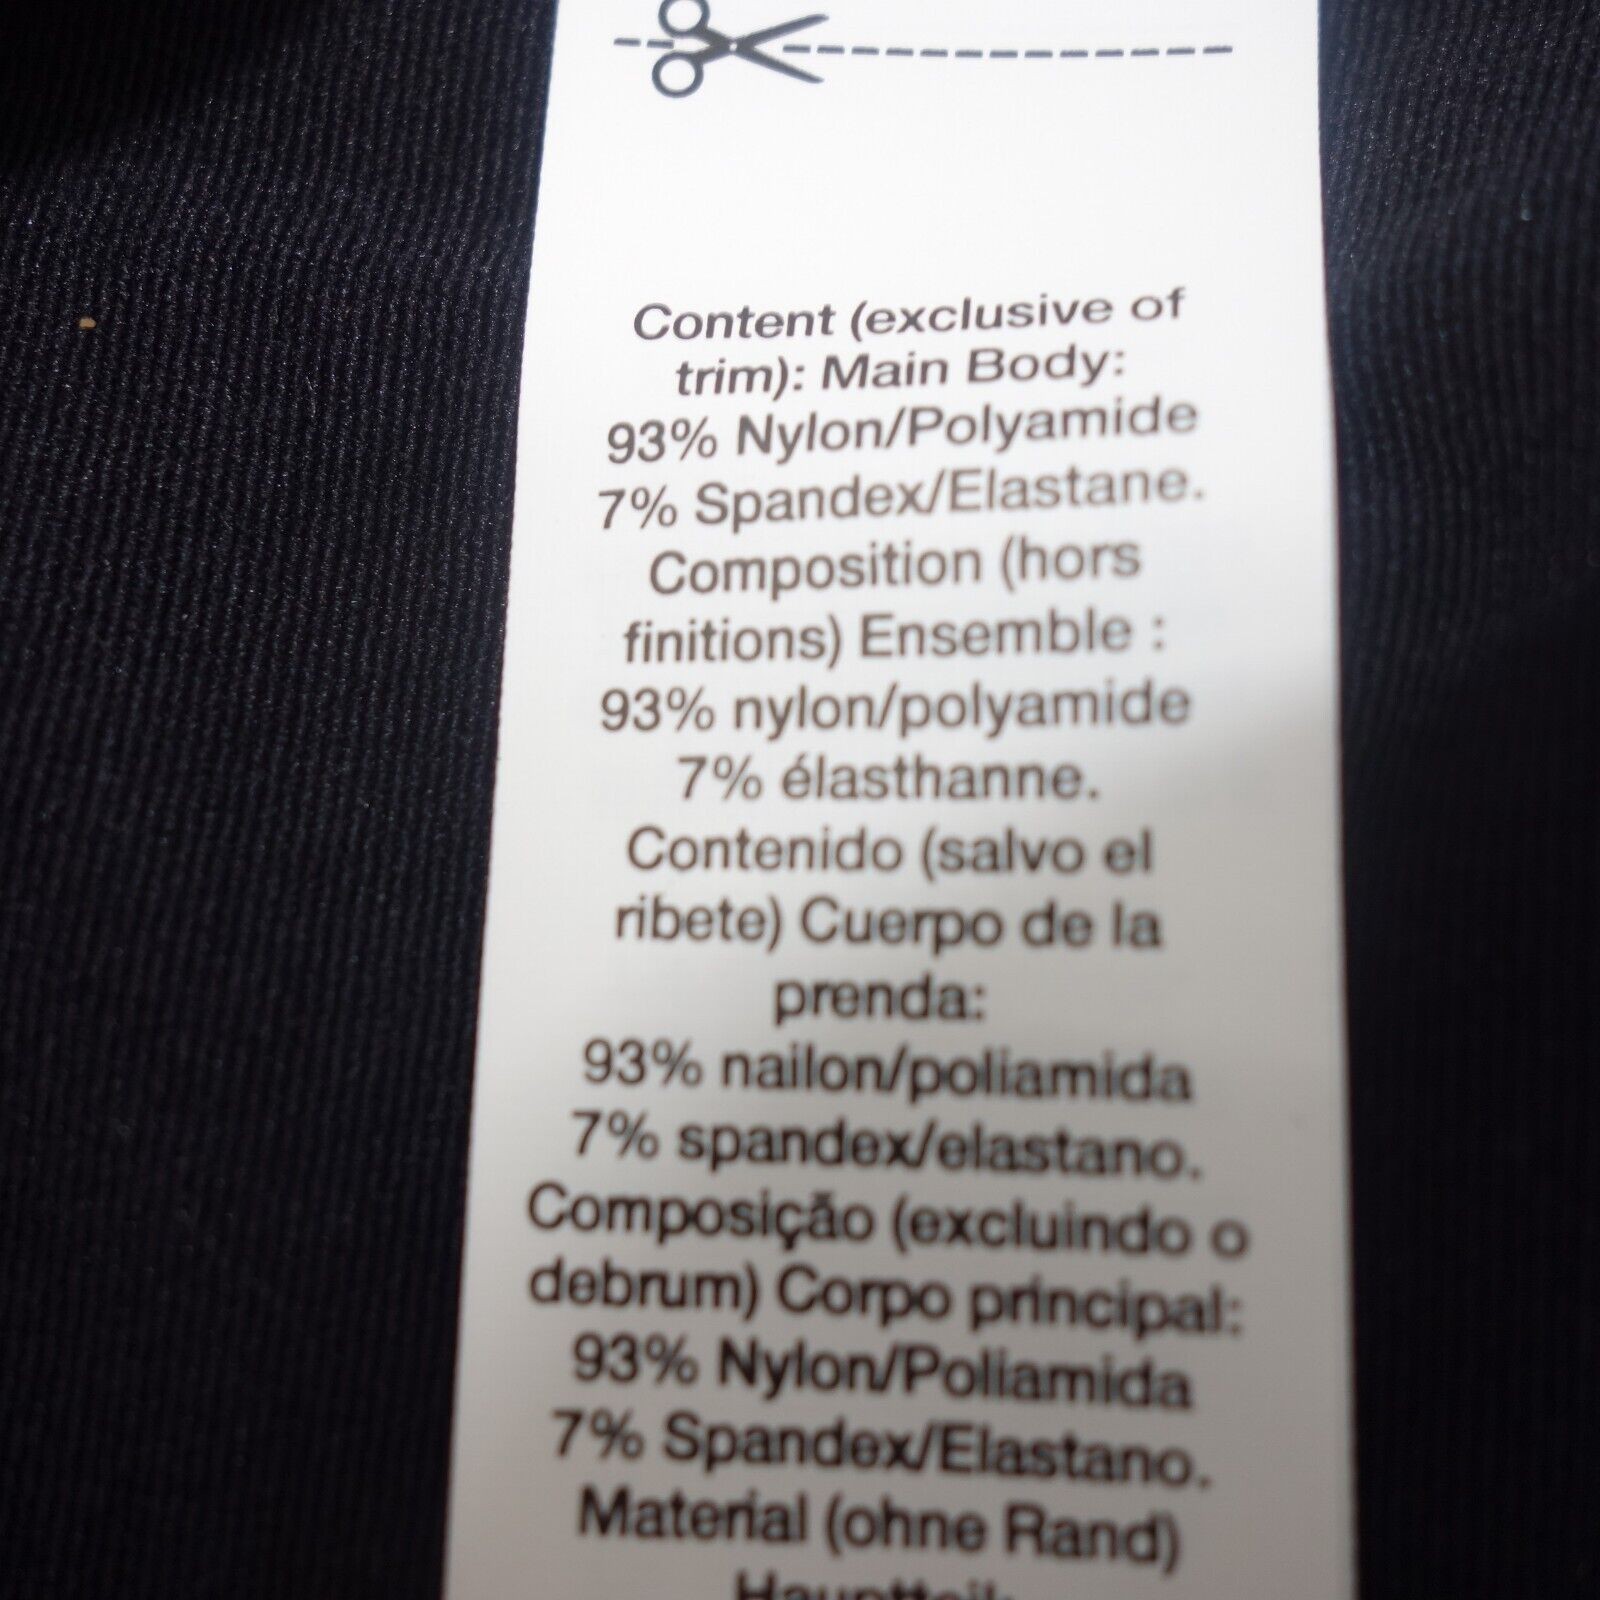 Content (exclusive of
trim): Main Body:
93% Nylon/Polyamide
7% Spandex/Elastane.
Composition (hors
finitions) Ensemble :
93% nylon/polyamide
7% élasthanne.
Contenido (salvo el
ribete) Cuerpo de la
prenda:
93% nailon/poliamida
7% spandex/elastano.
Composição (excluindo o
debrum) Corpo principal:
93% Nylon/Poliamida
7% Spandex/Elastano.
Material (ohne Rand)
Hauptteil: